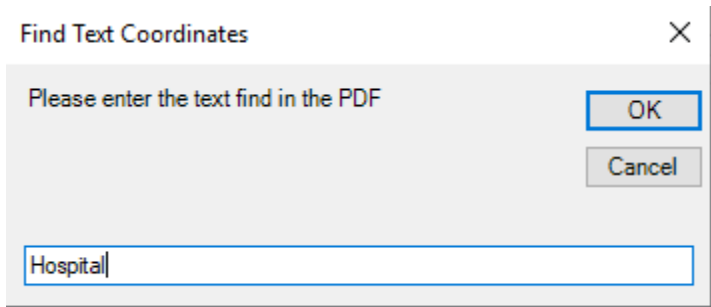 Find Text Coordinates
Please enter the text find in the PDF
OK
Cancel
Hospital